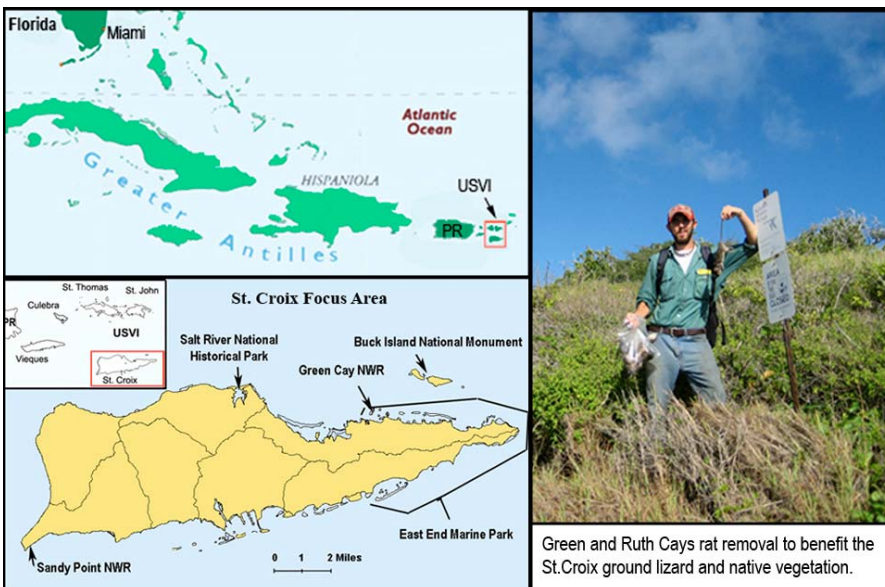 Florida
Miami
Atlantic
Ocean
Greater
Antilles
HISPANIOLA
USVI
PR
St. Croix Focus Area
St. Thomas
St. John
Culebra
PR
USVI
Vieques
St. Croix
Salt River National
Historical Park
Buck Island National Monument
Green Cay NWR
East End Marine Park
Sandy Point NWR
0 1 2 Miles
AREA
CLOSED
Green and Ruth Cays rat removal to benefit the
St.Croix ground lizard and native vegetation.